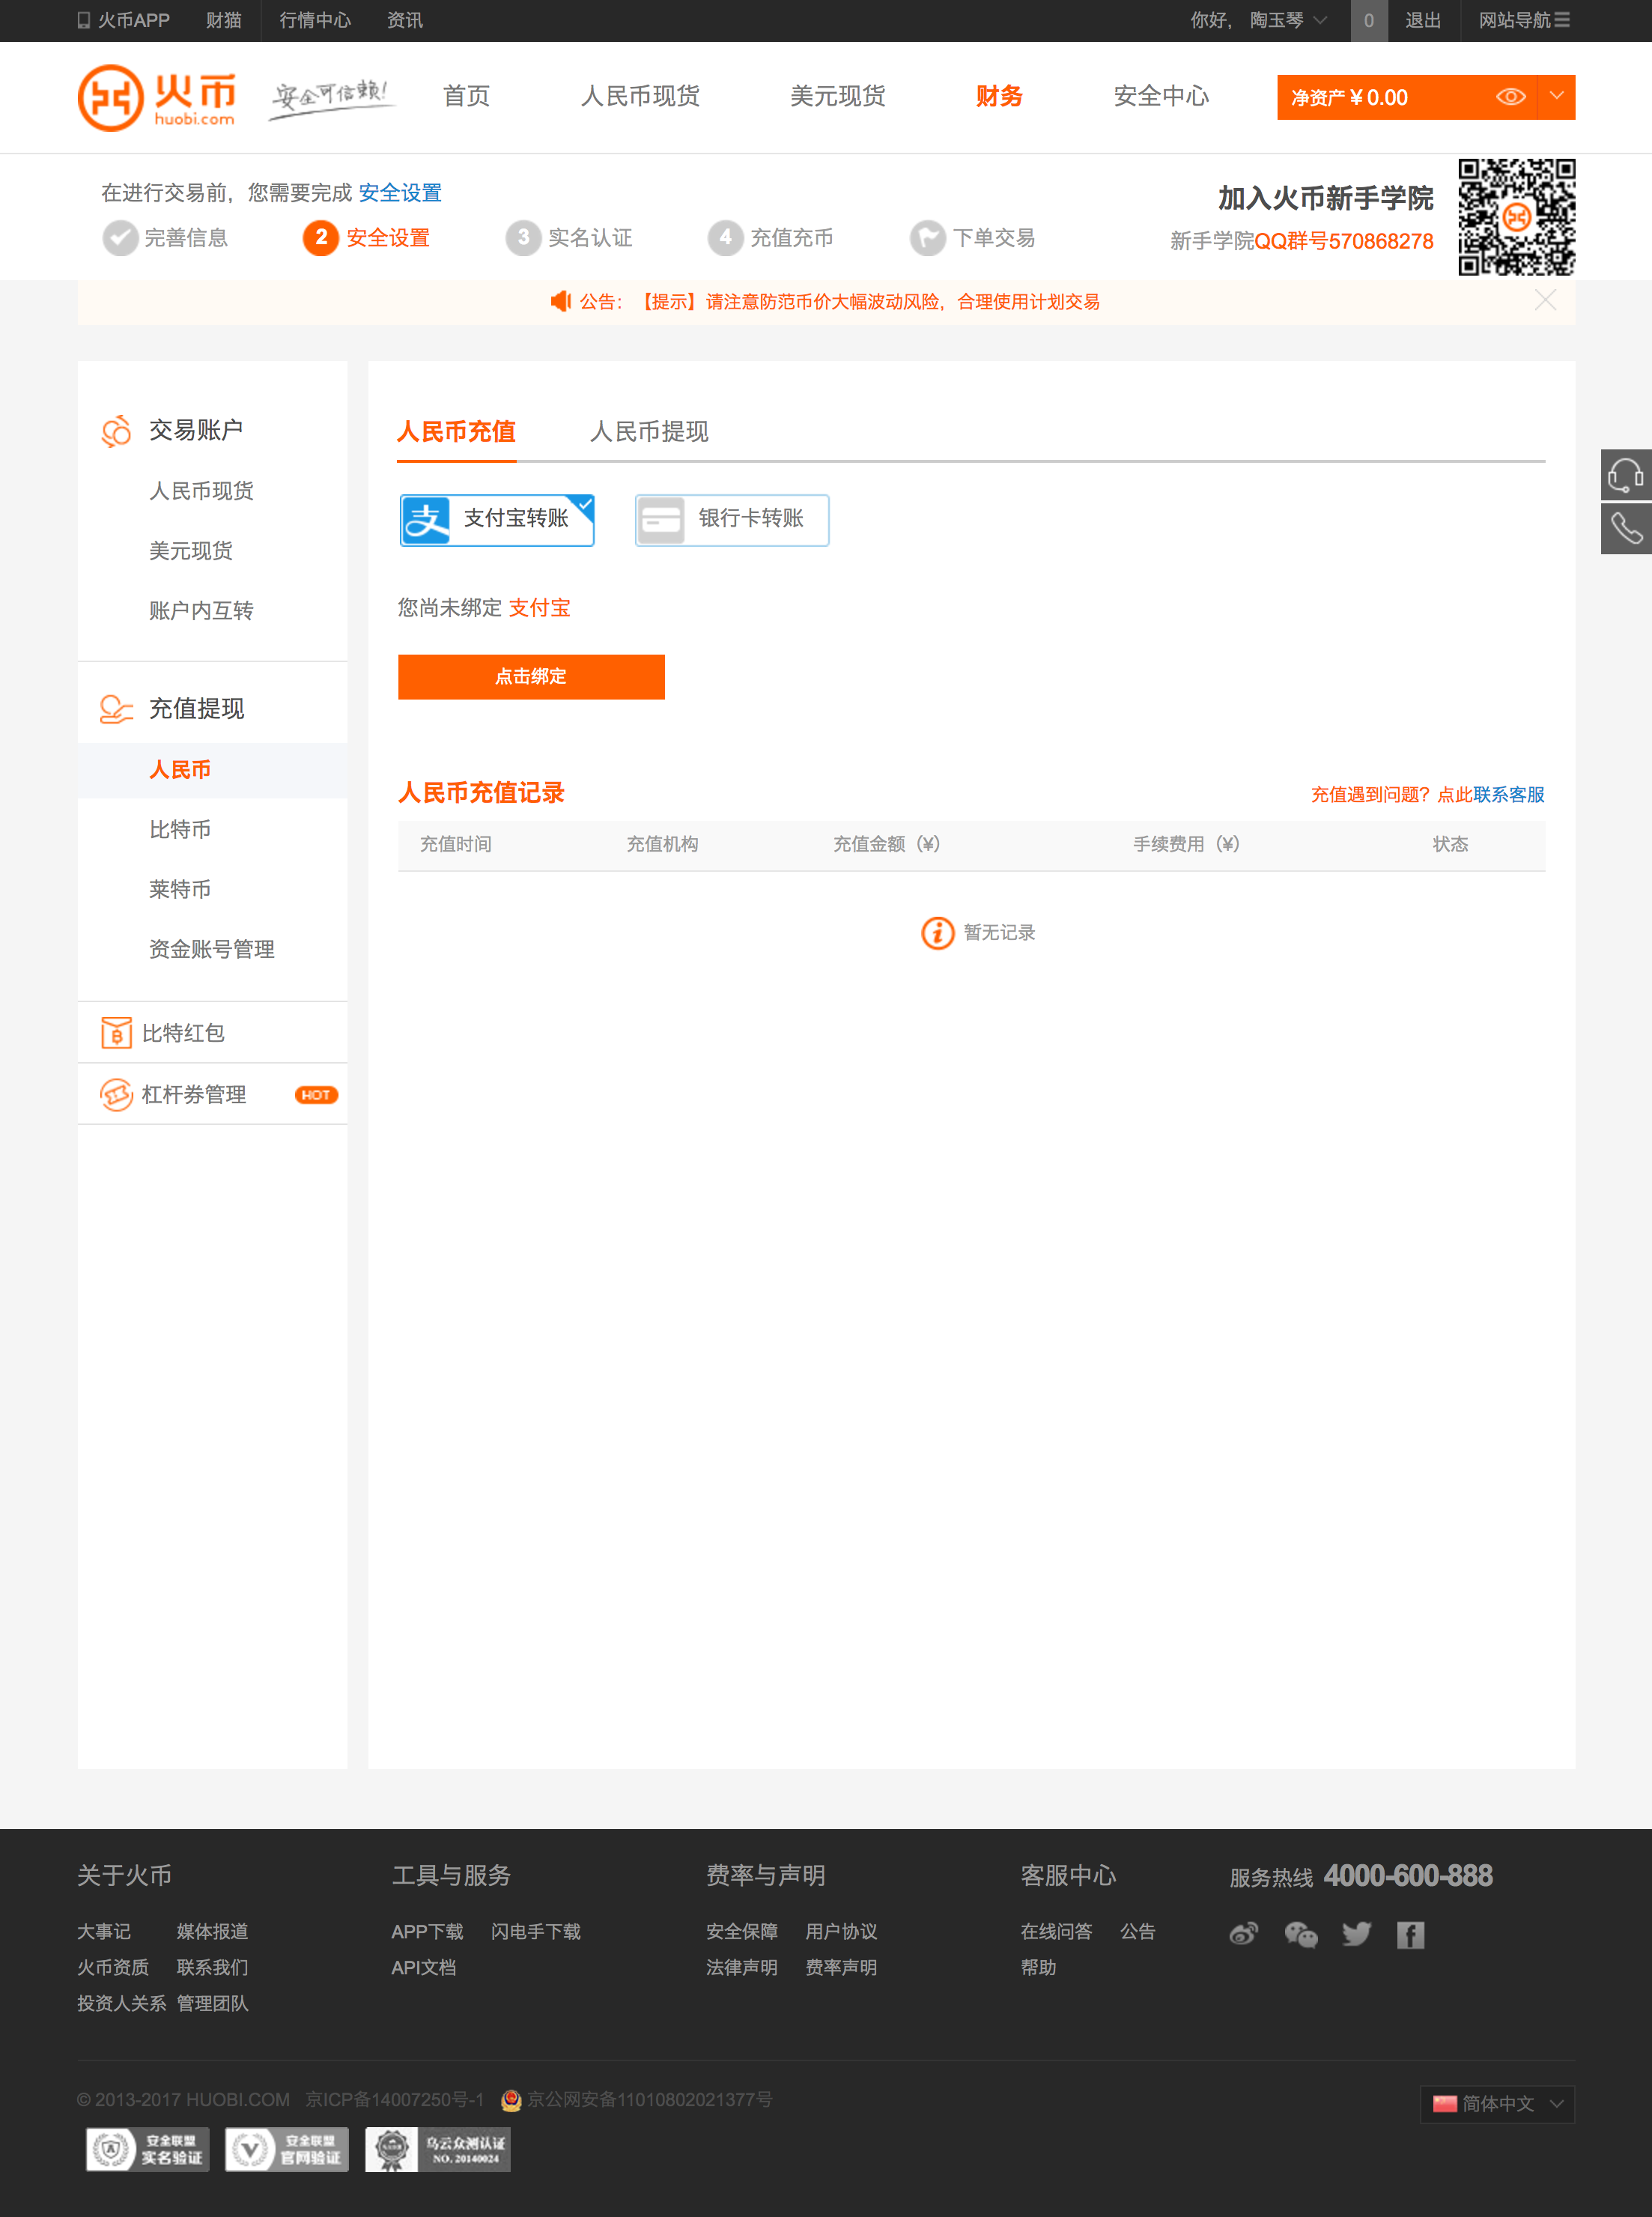 火币APP 财猫 行情中心 资讯 你好, 陶玉琴 0 退出 网站导航
火币 huobi.com 安全可信赖! 首页 人民币现货 美元现货 财务 安全中心 净资产¥0.00
在进行交易前，您需要完成 安全设置
完善信息 2 安全设置 3 实名认证 4 充值充币 下单交易
加入火币新手学院
新手学院QQ群号570868278
公告：【提示】请注意防范币价大幅波动风险，合理使用计划交易
交易账户
人民币现货
美元现货
账户内互转
充值提现
人民币
比特币
莱特币
资金账号管理
比特红包
杠杆券管理 HOT
人民币充值 人民币提现
支 支付宝转账 银行卡转账
您尚未绑定 支付宝
点击绑定
人民币充值记录 充值遇到问题？点此联系客服
充值时间 充值机构 充值金额（¥） 手续费用（¥） 状态
暂无记录
关于火币 工具与服务 费率与声明 客服中心 服务热线 4000-600-888
大事记 媒体报道 APP下载 闪电手下载 安全保障 用户协议 在线问答 公告
火币资质 联系我们 API文档 法律声明 费率声明 帮助
投资人关系 管理团队
© 2013-2017 HUOBI.COM 京ICP备14007250号-1 京公网安备11010802021377号 简体中文
安全联盟 实名验证
安全联盟 官网验证
乌云众测认证 NO. 20140024